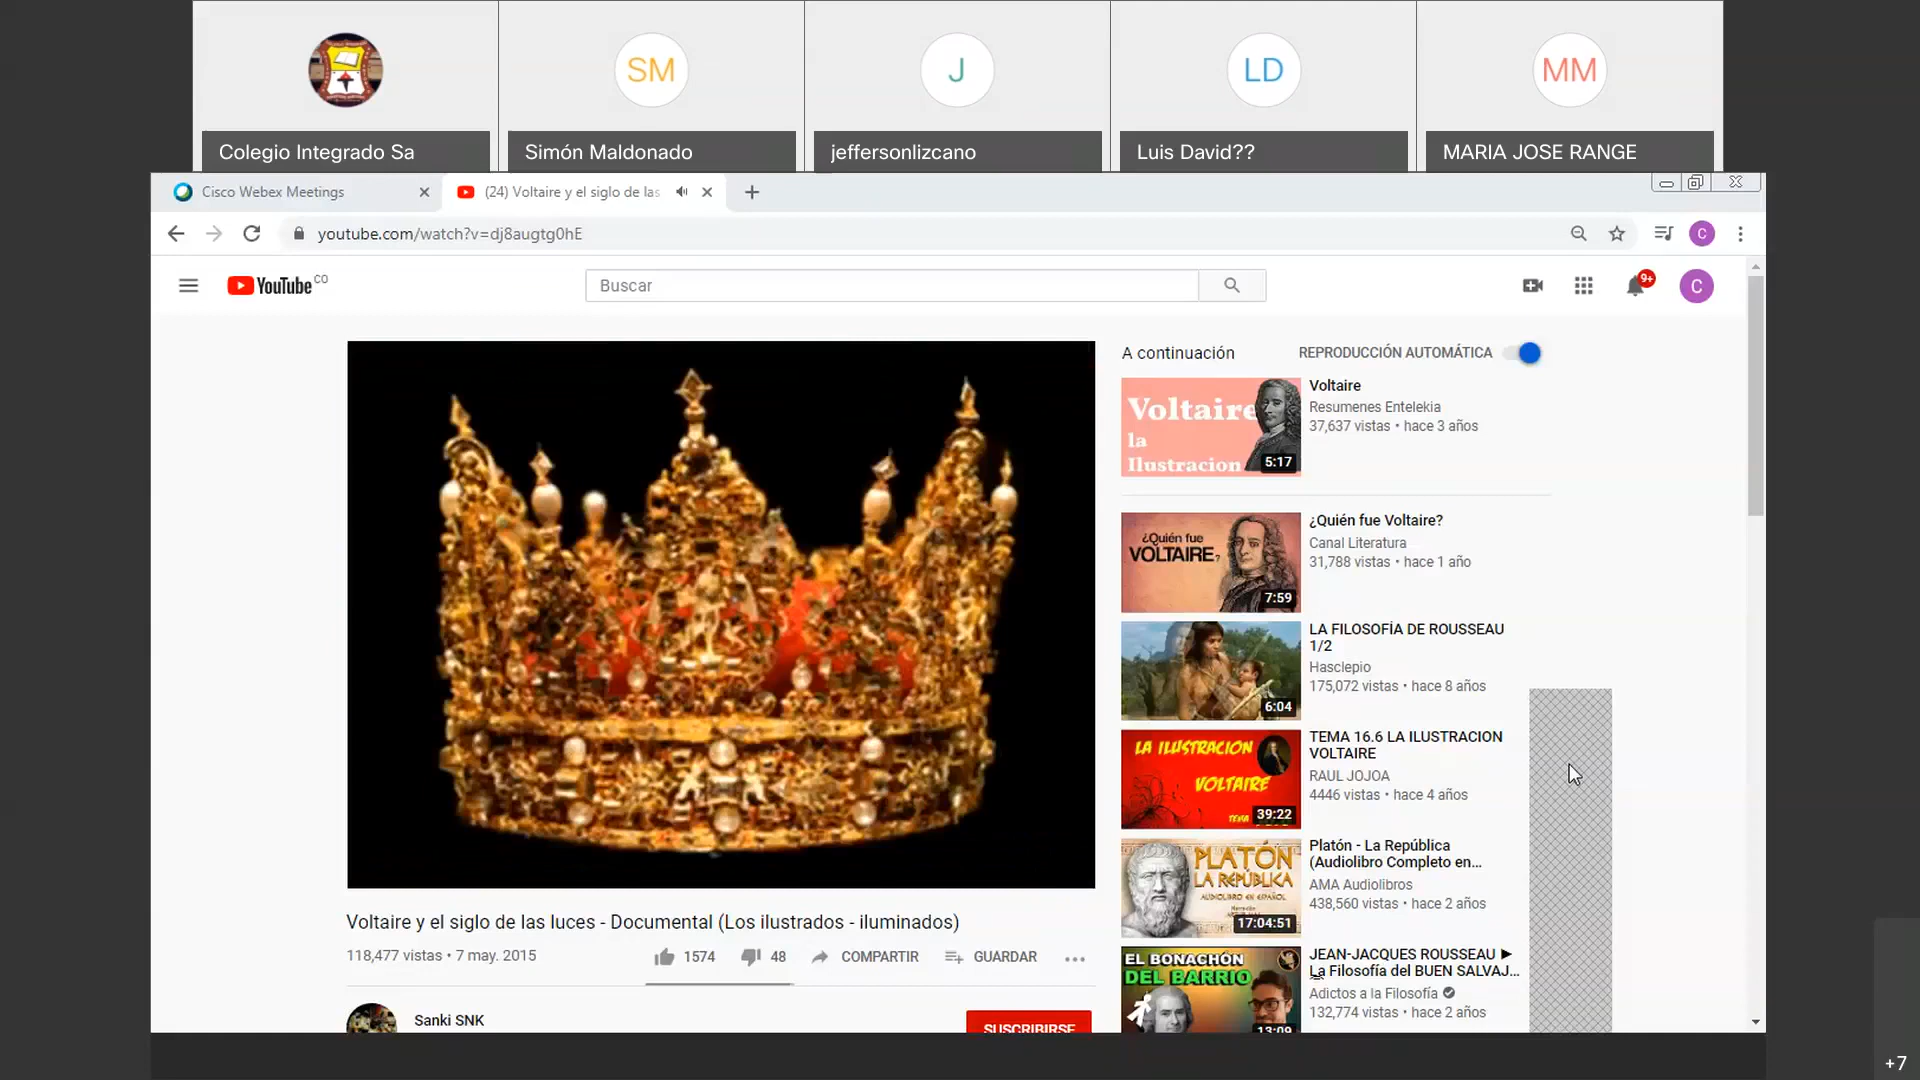 SM
J
LD
MM
Colegio Integrado Sa
Simón Maldonado
jeffersonlizcano
Luis David??
MARIA JOSE RANGE
Cisco Webex Meetings
(24) Voltaire y el siglo de las
youtube.com/watch?v=dj8augtg0hE
C
YouTube CO
Buscar
9+
C
A continuación
REPRODUCCIÓN AUTOMÁTICA
Voltaire
la
Ilustracion
5:17
Voltaire
Resumenes Entelekia
37,637 vistas • hace 3 años
¿Quién fue
VOLTAIRE?
7:59
¿Quién fue Voltaire?
Canal Literatura
31,788 vistas • hace 1 año
6:04
LA FILOSOFÍA DE ROUSSEAU
1/2
Hasclepio
175,072 vistas • hace 8 años
LA ILUSTRACION
VOLTAIRE
TEMA
39:22
TEMA 16.6 LA ILUSTRACION
VOLTAIRE
RAUL JOJOA
4446 vistas • hace 4 años
PLATÓN
LA REPÚBLICA
AUDIOLIBRO EN ESPAÑOL
17:04:51
Platón - La República
(Audiolibro Completo en...
AMA Audiolibros
438,560 vistas • hace 2 años
EL BONACHÓN
DEL BARRIO
13:09
JEAN-JACQUES ROUSSEAU ►
La Filosofía del BUEN SALVAJ...
Adictos a la Filosofía
132,774 vistas • hace 2 años
Voltaire y el siglo de las luces - Documental (Los ilustrados - iluminados)
118,477 vistas • 7 may. 2015
1574
48
COMPARTIR
GUARDAR
Sanki SNK
SUSCRIBIRSE
+7